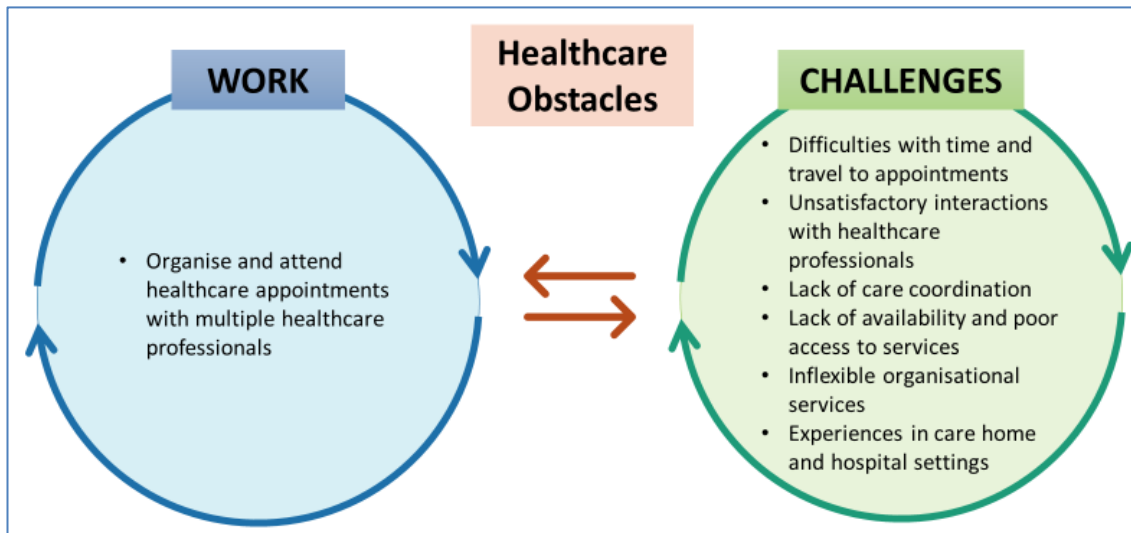 Healthcare
Obstacles
WORK
• Organise and attend
healthcare appointments
with multiple healthcare
professionals
CHALLENGES
• Difficulties with time and
travel to appointments
• Unsatisfactory interactions
with healthcare
professionals
• Lack of care coordination
• Lack of availability and poor
access to services
• Inflexible organisational
services
• Experiences in care home
and hospital settings